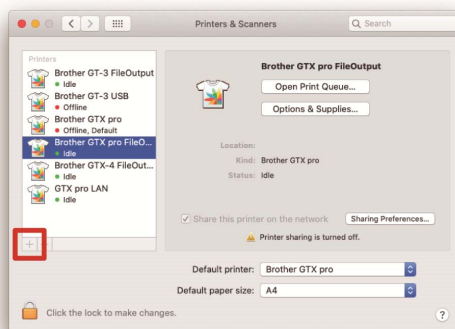 Printers & Scanners
Search
Printers
Brother GT-3 FileOutput
Idle
Brother GT-3 USB
Offline
Brother GTX pro
Offline, Default
Brother GTX pro FileO...
Idle
Brother GTX-4 FileOut...
Idle
GTX pro LAN
Idle
+
Brother GTX pro FileOutput
Open Print Queue...
Options & Supplies...
Location:
Kind: Brother GTX pro
Status: Idle
Share this printer on the network
Sharing Preferences...
Printer sharing is turned off.
Default printer: Brother GTX pro
Default paper size: A4
Click the lock to make changes.
?